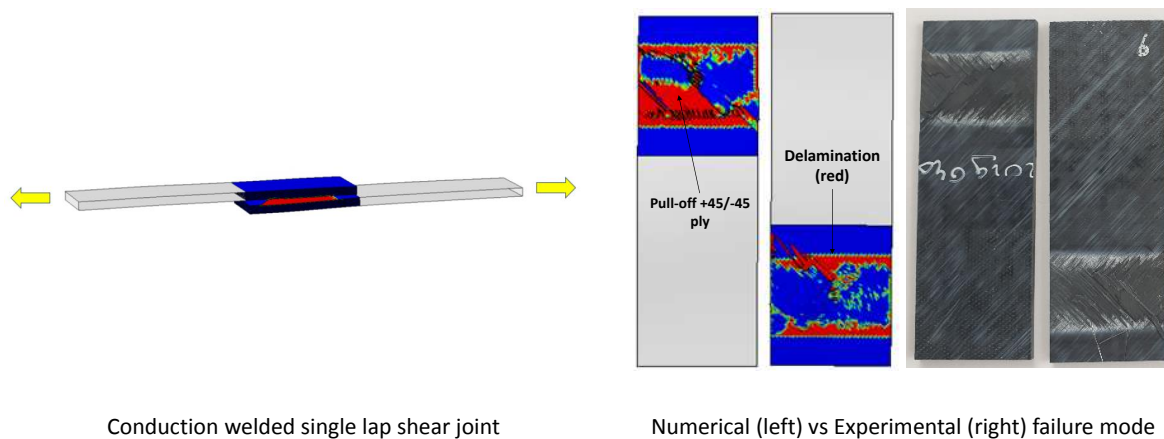 Delamination
(red)
Pull-off +45/-45
ply
6
Conduction welded single lap shear joint
Numerical (left) vs Experimental (right) failure mode